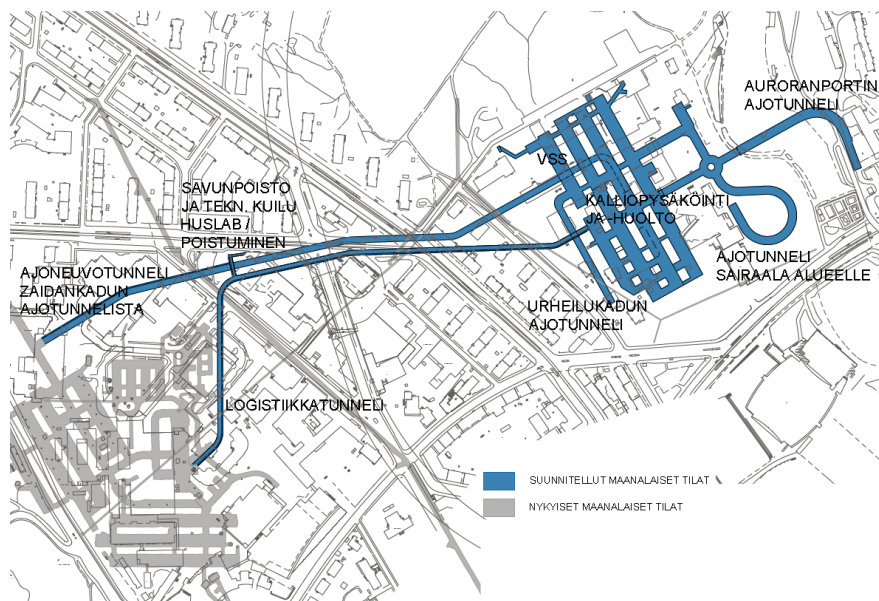 AURORANPORTIN
AJOTUNNELI
VSS
SAVUNPOISTO
JA TEKN. KUILU
HUSLAB /
POISTUMINEN
KALLIOPYSÄKÖINTI
JA -HUOLTO
AJONEUVOTUNNELI
ZAIDANKADUN
AJOTUNNELISTA
AJOTUNNELI
SAIRAALA ALUEELLE
URHEILUKADUN
AJOTUNNELI
LOGISTIIKKATUNNELI
SUUNNITELLUT MAANALAISET TILAT
NYKYISET MAANALAISET TILAT